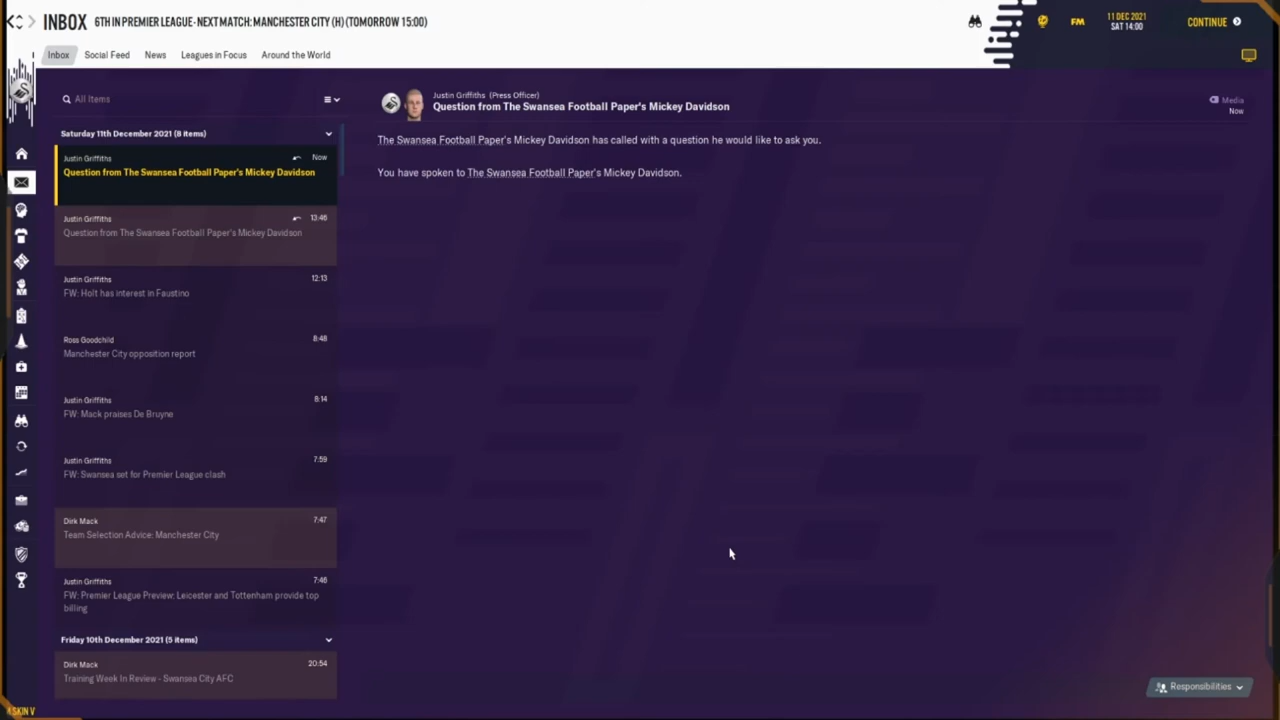 INBOX
6TH IN PREMIER LEAGUE - NEXT MATCH: MANCHESTER CITY (H) (TOMORROW 15:00)
FM
11 DEC 2021
SAT 14:00
CONTINUE
Inbox Social Feed News Leagues in Focus Around the World
All Items
Saturday 11th December 2021 (8 items)
Justin Griffiths Now
Question from The Swansea Football Paper's Mickey Davidson
Justin Griffiths 13:46
Question from The Swansea Football Paper's Mickey Davidson
Justin Griffiths 12:13
FW: Holt has interest in Faustino
Ross Goodchild 8:48
Manchester City opposition report
Justin Griffiths 8:14
FW: Mack praises De Bruyne
Justin Griffiths 7:59
FW: Swansea set for Premier League clash
Dirk Mack 7:47
Team Selection Advice: Manchester City
Justin Griffiths 7:46
FW: Premier League Preview: Leicester and Tottenham provide top
billing
Friday 10th December 2021 (5 items)
Dirk Mack 20:54
Training Week In Review - Swansea City AFC
Justin Griffiths (Press Officer)
Question from The Swansea Football Paper's Mickey Davidson
Media
Now
The Swansea Football Paper's Mickey Davidson has called with a question he would like to ask you.
You have spoken to The Swansea Football Paper's Mickey Davidson.
Responsibilities
SKIN V